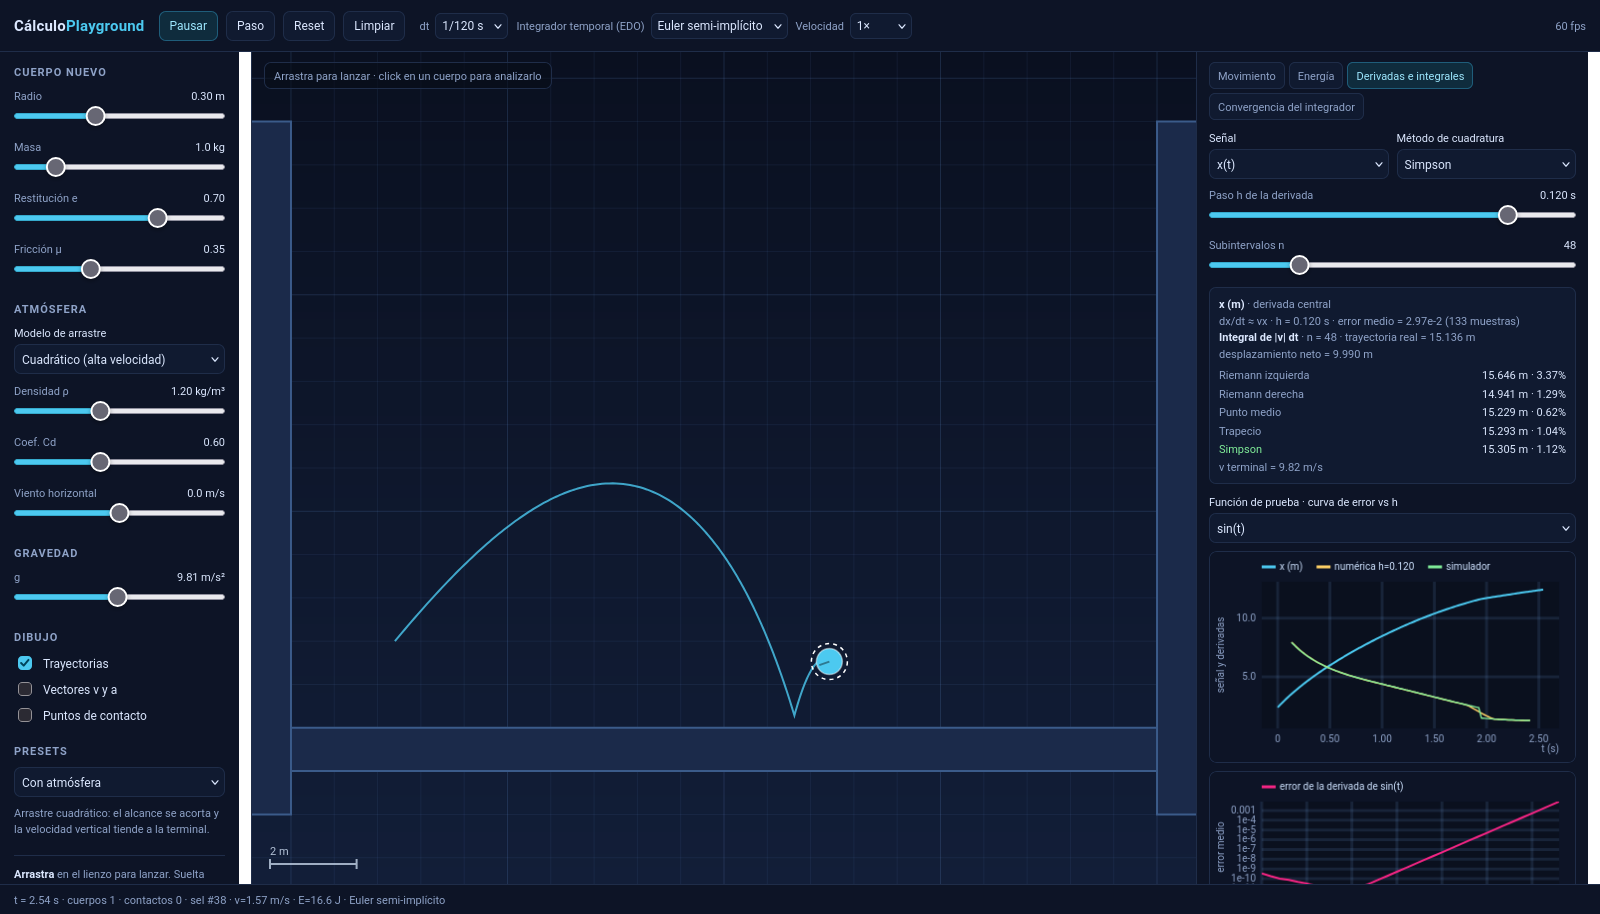 CálculoPlayground
Pausar
Paso
Reset
Limpiar
dt
1/120 s
Integrador temporal (EDO)
Euler semi-implícito
Velocidad
1×
60 fps
CUERPO NUEVO
Radio 0.30 m
Masa 1.0 kg
Restitución e 0.70
Fricción μ 0.35
ATMÓSFERA
Modelo de arrastre
Cuadrático (alta velocidad)
Densidad ρ 1.20 kg/m³
Coef. Cd 0.60
Viento horizontal 0.0 m/s
GRAVEDAD
g 9.81 m/s²
DIBUJO
Trayectorias
Vectores v y a
Puntos de contacto
PRESETS
Con atmósfera
Arrastre cuadrático: el alcance se acorta y
la velocidad vertical tiende a la terminal.
Arrastra en el lienzo para lanzar. Suelta
Arrastra para lanzar · click en un cuerpo para analizarlo
2 m
Movimiento
Energía
Derivadas e integrales
Convergencia del integrador
Señal
x(t)
Método de cuadratura
Simpson
Paso h de la derivada 0.120 s
Subintervalos n 48
x (m) · derivada central
dx/dt ≈ vx · h = 0.120 s · error medio = 2.97e-2 (133 muestras)
Integral de |v| dt · n = 48 · trayectoria real = 15.136 m
desplazamiento neto = 9.990 m
Riemann izquierda 15.646 m · 3.37%
Riemann derecha 14.941 m · 1.29%
Punto medio 15.229 m · 0.62%
Trapecio 15.293 m · 1.04%
Simpson 15.305 m · 1.12%
v terminal = 9.82 m/s
Función de prueba · curva de error vs h
sin(t)
x (m)
numérica h=0.120
simulador
señal y derivadas
10.0
5.0
0 0.50 1.00 1.50 2.00 2.50
t (s)
error de la derivada de sin(t)
error medio
0.001
1e-4
1e-5
1e-6
1e-7
1e-8
1e-9
1e-10
t = 2.54 s · cuerpos 1 · contactos 0 · sel #38 · v=1.57 m/s · E=16.6 J · Euler semi-implícito